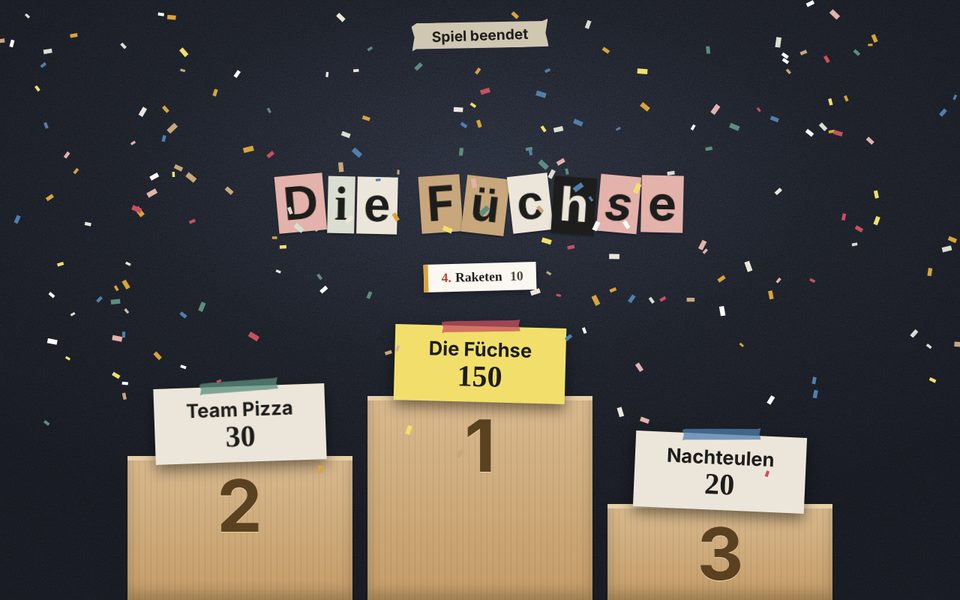 Spiel beendet
Die Füchse
4. Raketen 10
Die Füchse
150
Team Pizza
30
1
Nachteulen
20
2
3